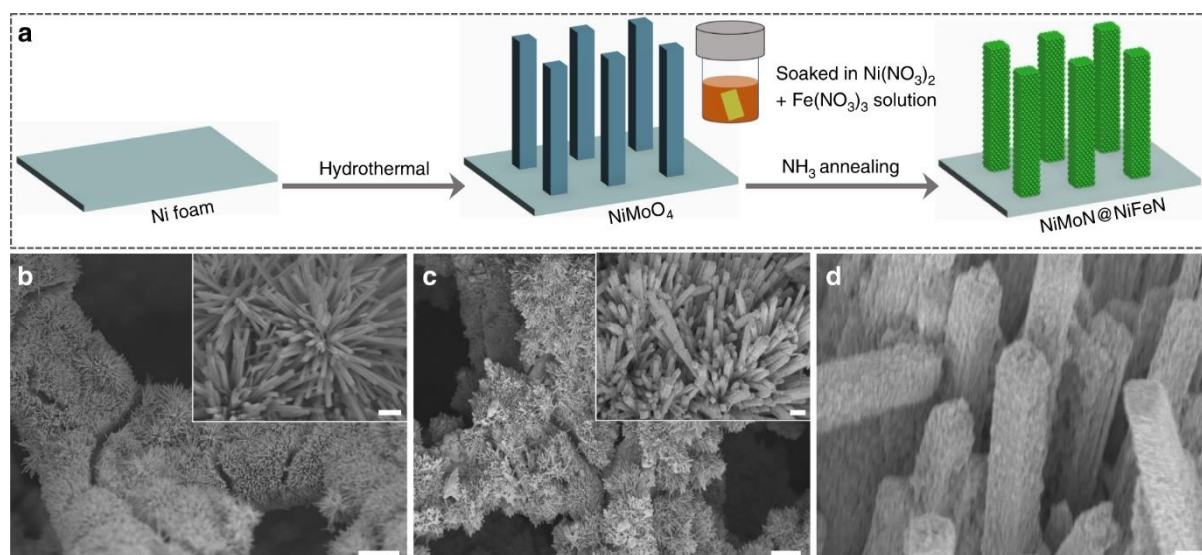 a
Soaked in Ni(NO₃)₂
+ Fe(NO₃)₃ solution
Hydrothermal
NH₃ annealing
Ni foam
NiMoO₄
NiMoN@NiFeN
b
c
d